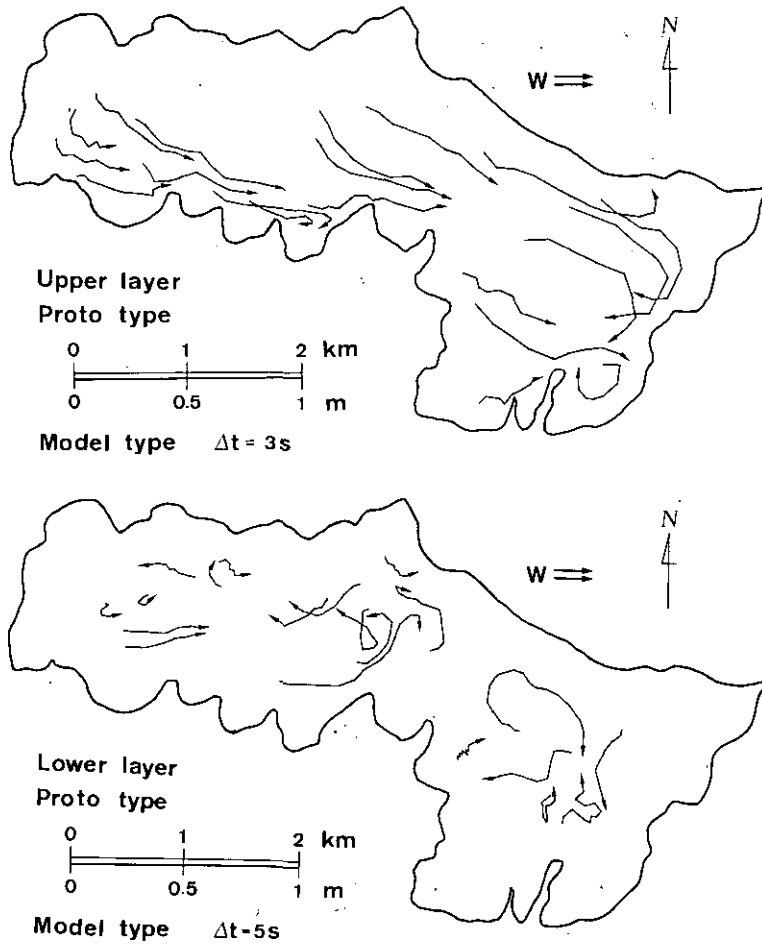 N
W
Upper layer
Proto type
0 1 2 km
0 0.5 1 m
Model type Δt = 3s
N
W
Lower layer
Proto type
0 1 2 km
0 0.5 1 m
Model type Δt-5s